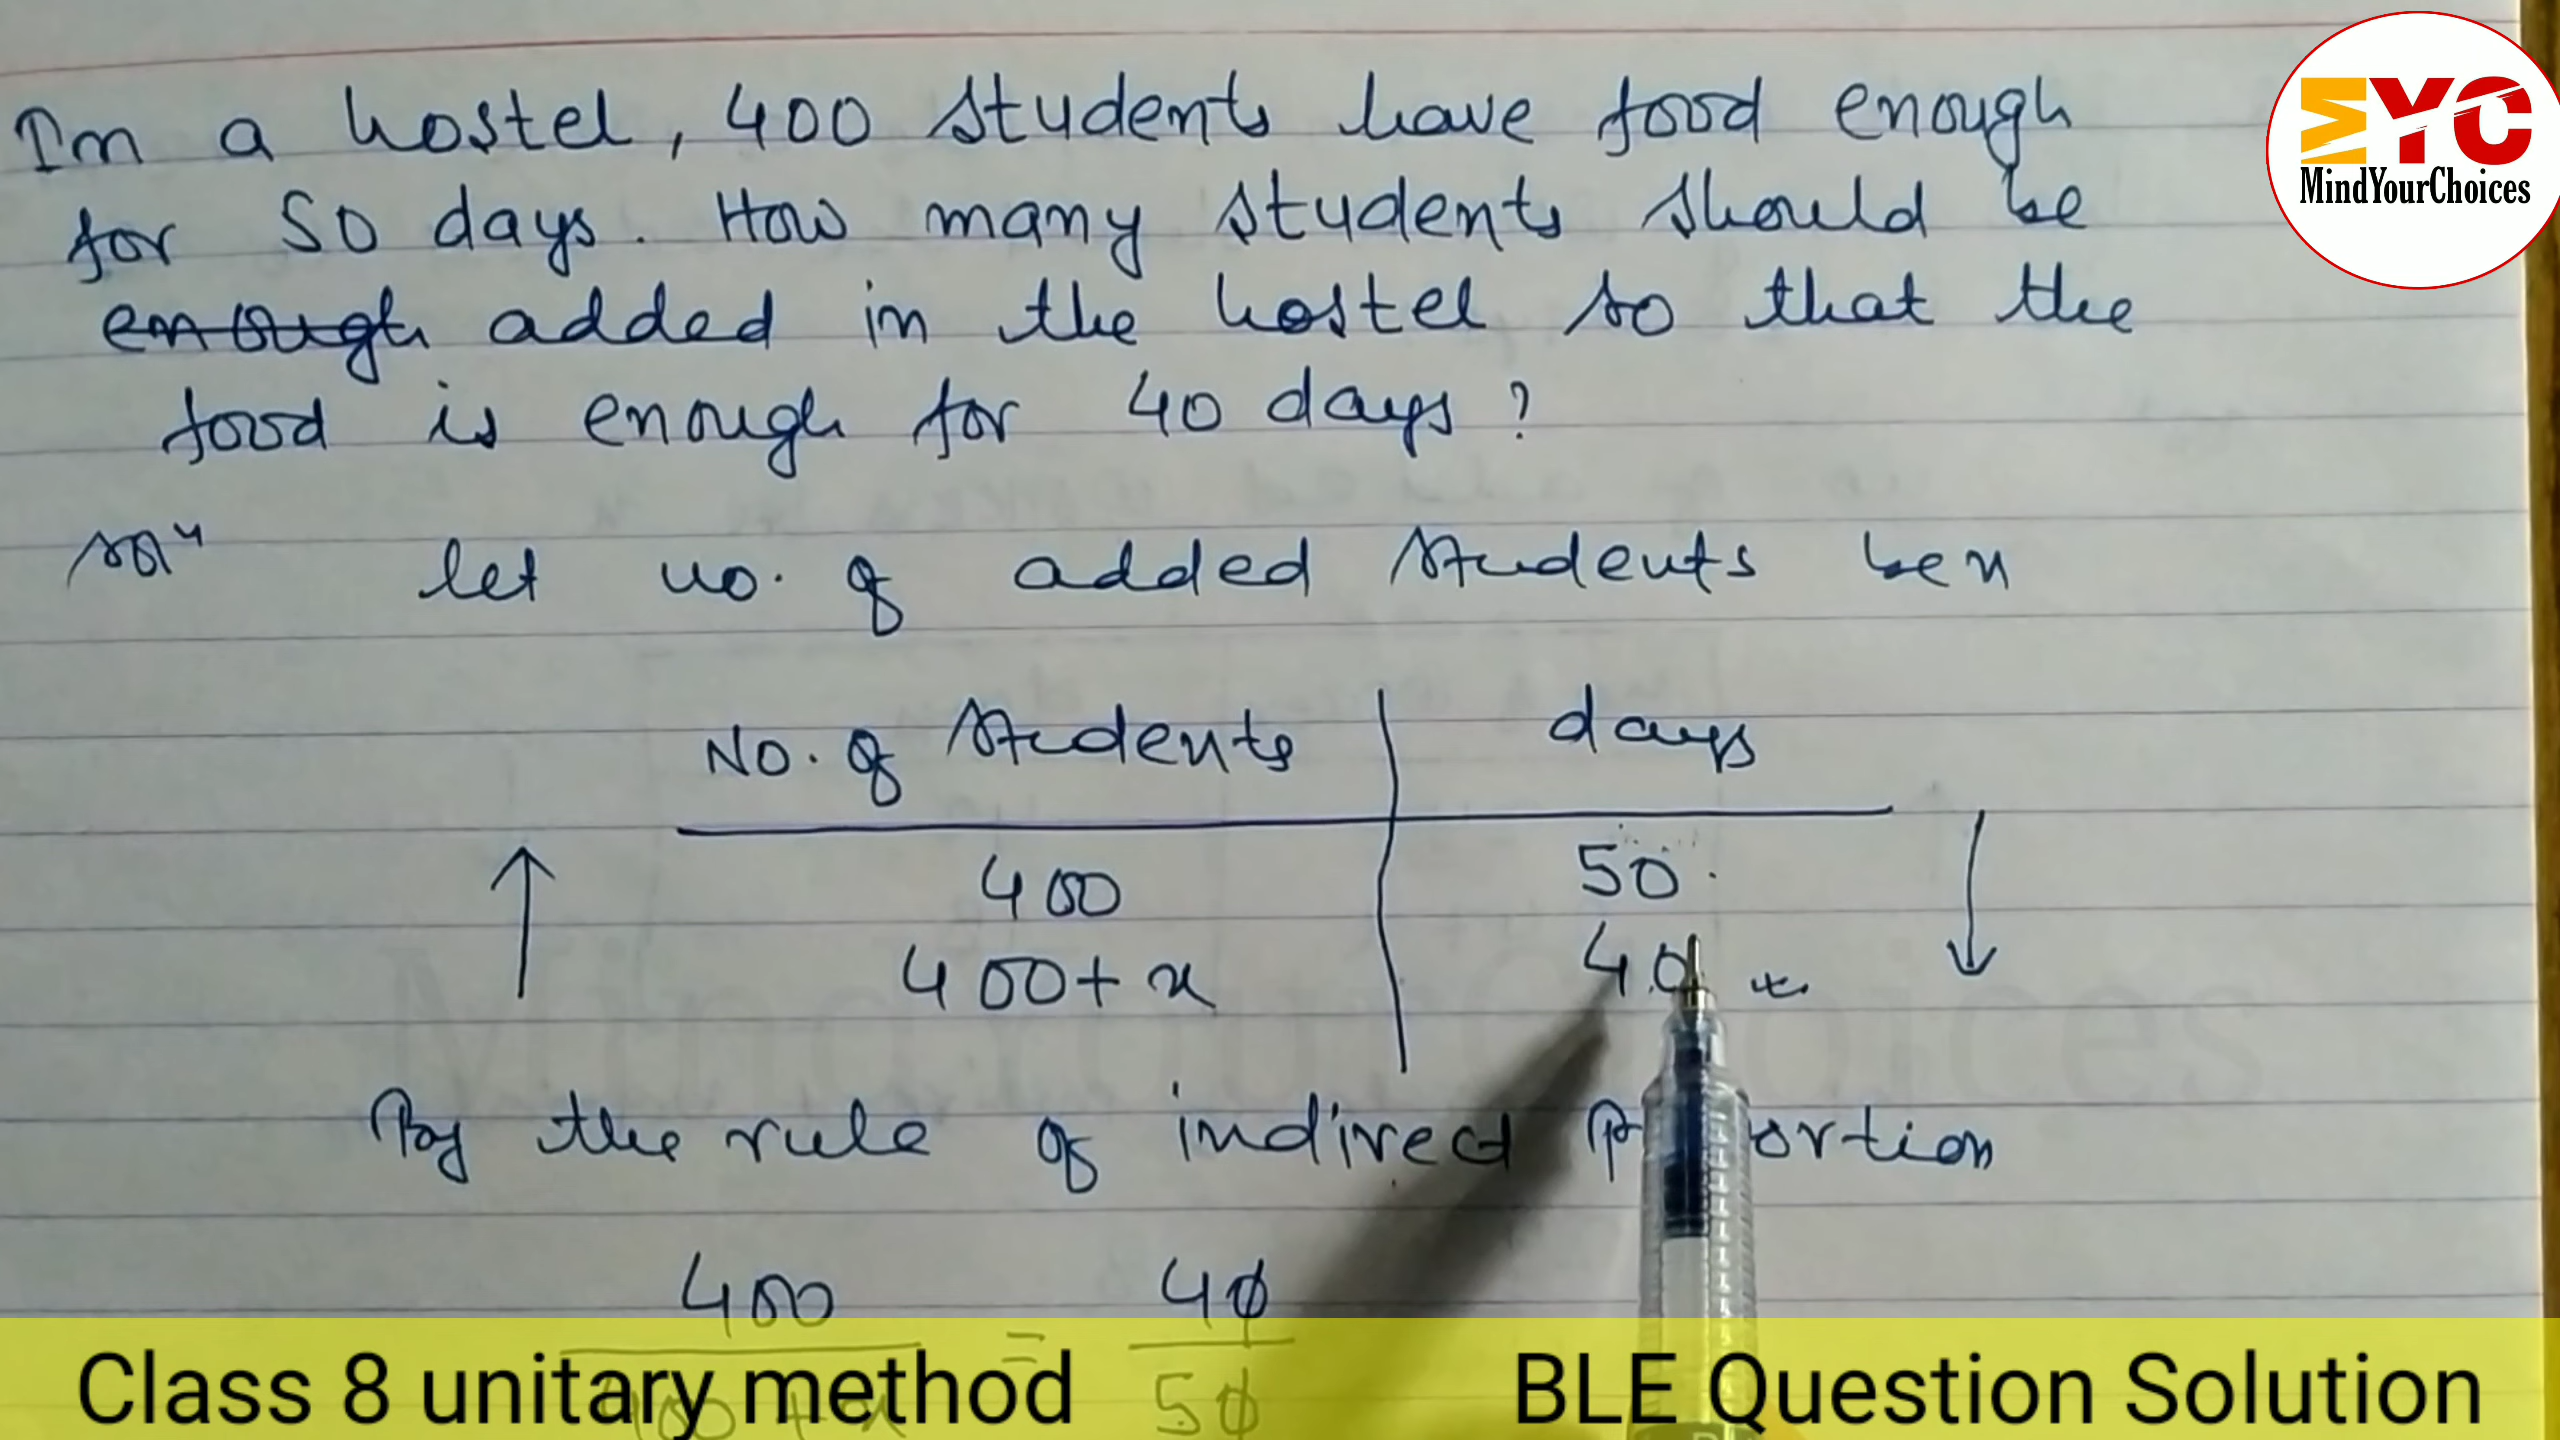 In a hostel, 400 students have food enough
for 50 days. How many students should be
enough added in the hostel so that the
food is enough for 40 days?
solⁿ let no. of added students be x
No. of students days
400 50
400+x 40
By the rule of indirect
400 = 40
400 + x 50
MYC
MindYourChoices
MindYourChoices
Class 8 unitary method BLE Question Solution